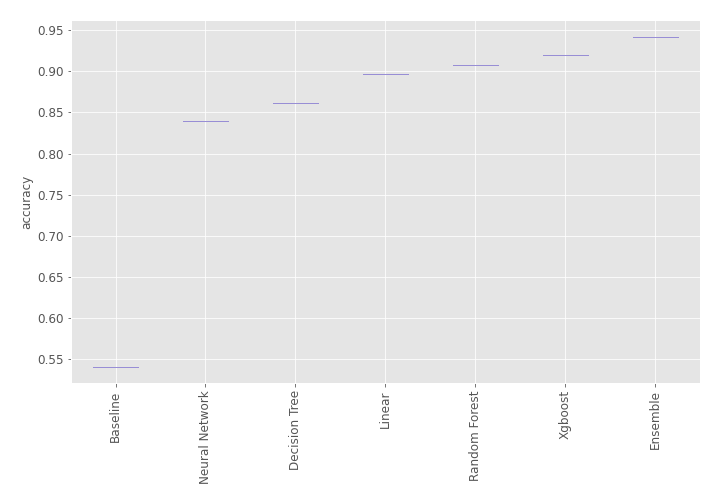 0.95
0.90
0.85
0.80
0.75
0.70
0.65
0.60
0.55
accuracy
Baseline
Neural Network
Decision Tree
Linear
Random Forest
Xgboost
Ensemble